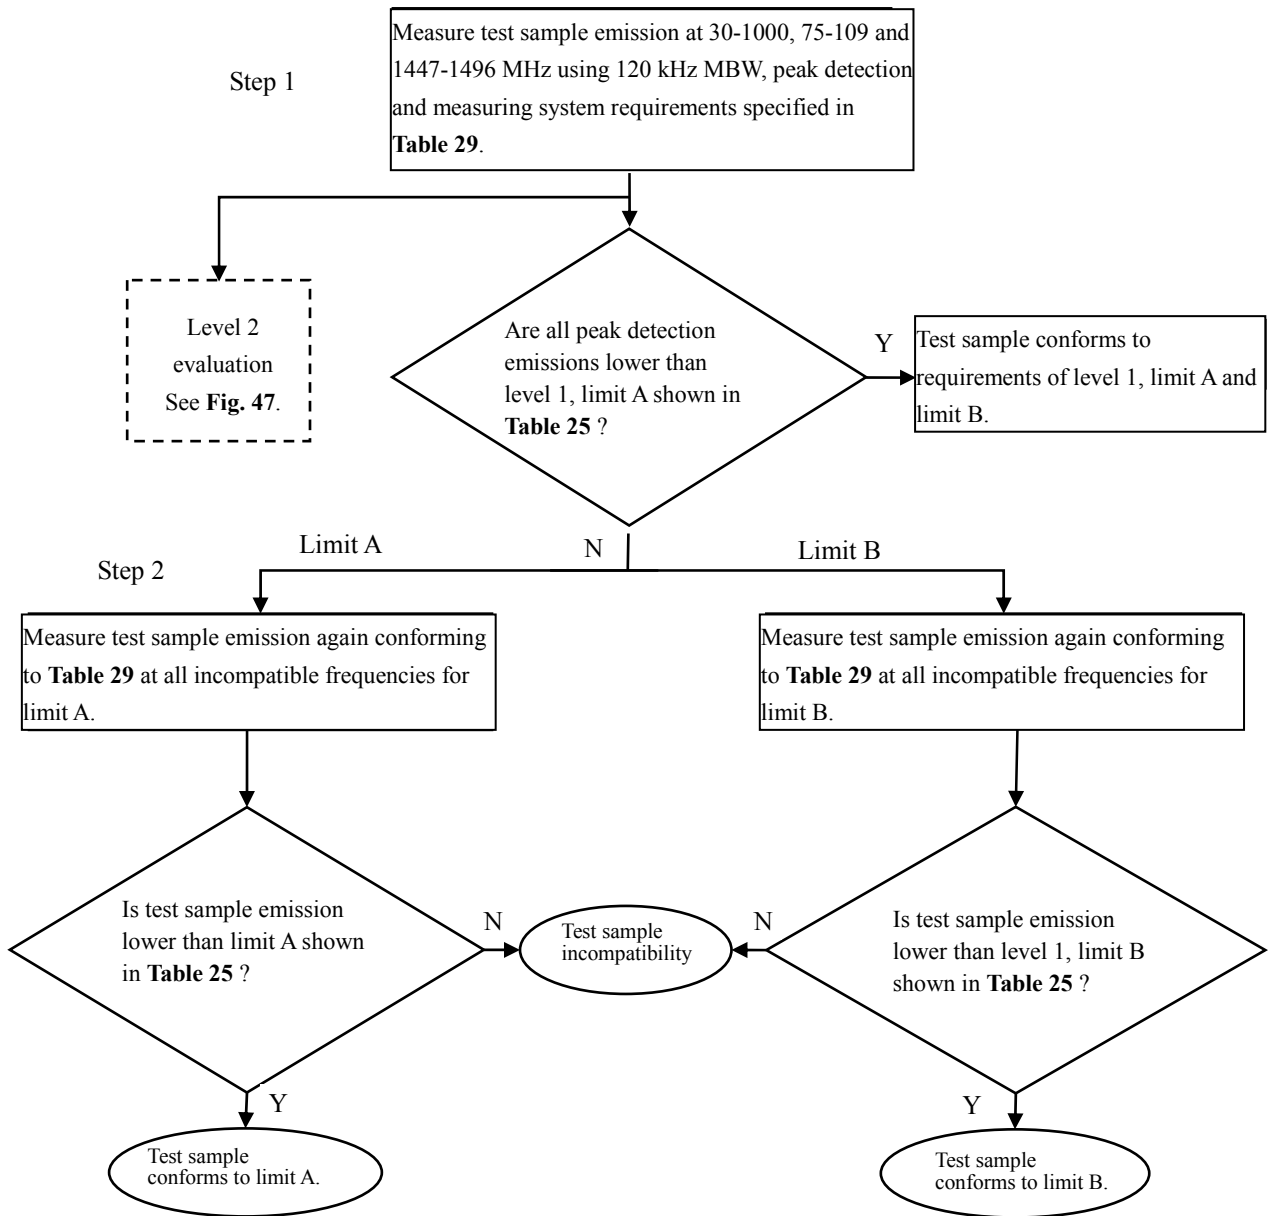 Measure test sample emission at 30-1000, 75-109 and
1447-1496 MHz using 120 kHz MBW, peak detection
and measuring system requirements specified in
Table 29.
Step 1
Level 2
evaluation
See Fig. 47.
Are all peak detection
emissions lower than
level 1, limit A shown in
Table 25 ?
Y
Test sample conforms to
requirements of level 1, limit A and
limit B.
Limit A
N
Limit B
Step 2
Measure test sample emission again conforming
to Table 29 at all incompatible frequencies for
limit A.
Measure test sample emission again conforming
to Table 29 at all incompatible frequencies for
limit B.
Is test sample emission
lower than limit A shown
in Table 25 ?
N
Test sample
incompatibility
N
Is test sample emission
lower than level 1, limit B
shown in Table 25 ?
Y
Test sample
conforms to limit A.
Y
Test sample
conforms to limit B.